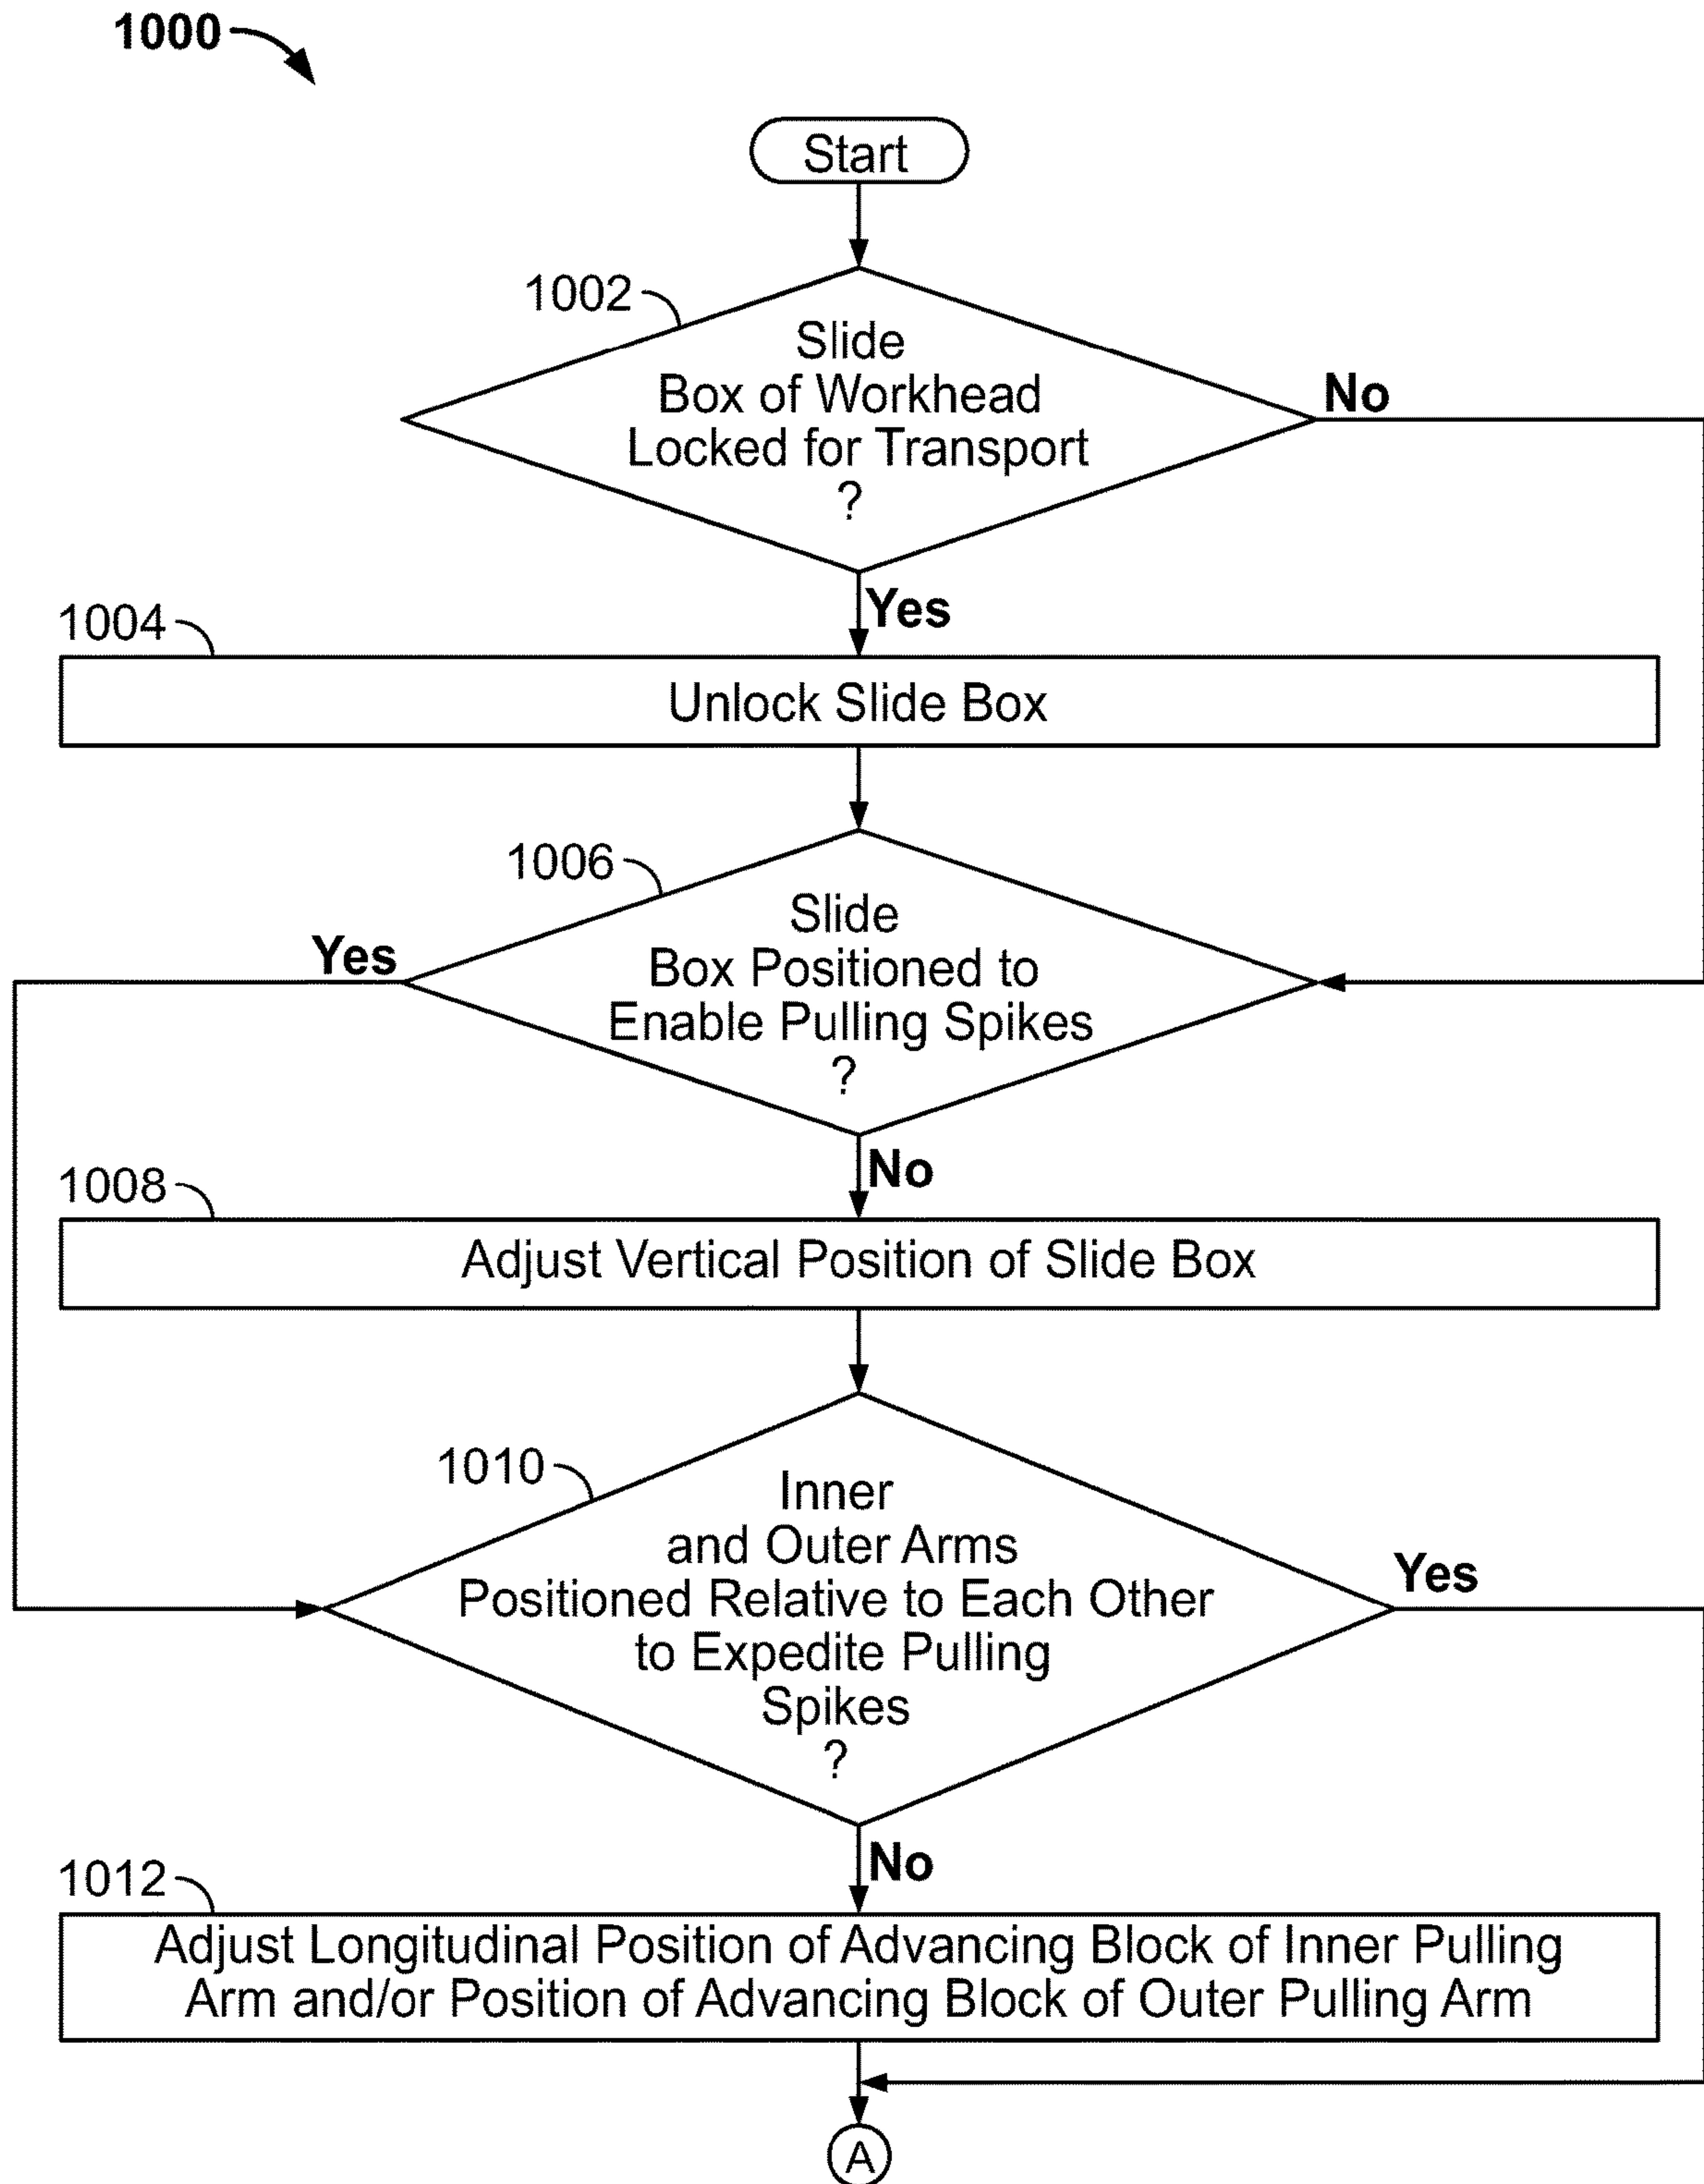 1000
Start
1002
Slide
Box of Workhead
Locked for Transport
?
No
Yes
1004
Unlock Slide Box
1006
Slide
Box Positioned to
Enable Pulling Spikes
?
Yes
No
1008
Adjust Vertical Position of Slide Box
1010
Inner
and Outer Arms
Positioned Relative to Each Other
to Expedite Pulling
Spikes
?
Yes
No
1012
Adjust Longitudinal Position of Advancing Block of Inner Pulling
Arm and/or Position of Advancing Block of Outer Pulling Arm
A